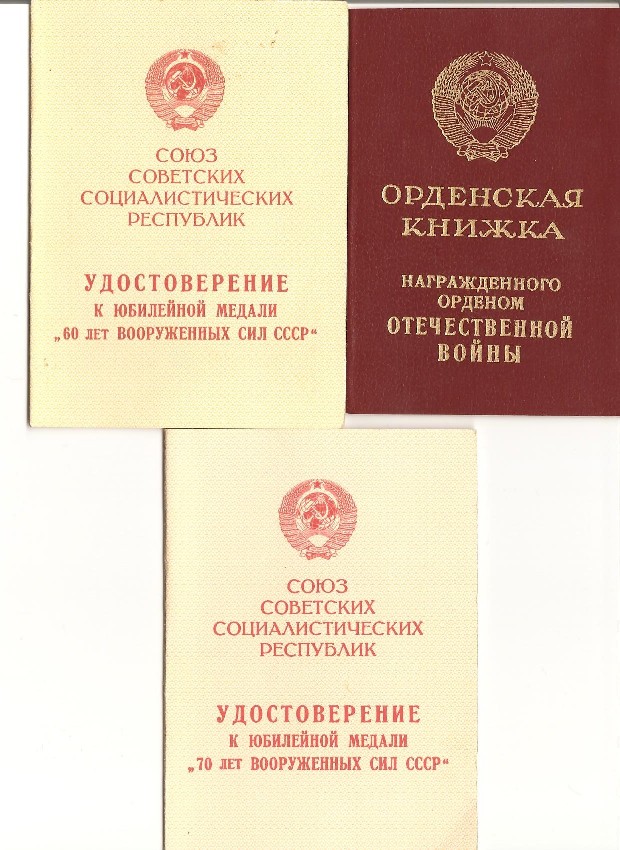 СОЮЗ
СОВЕТСКИХ
СОЦИАЛИСТИЧЕСКИХ
РЕСПУБЛИК
УДОСТОВЕРЕНИЕ
К ЮБИЛЕЙНОЙ МЕДАЛИ
„60 ЛЕТ ВООРУЖЕННЫХ СИЛ СССР“
ОРДЕНСКАЯ
КНИЖКА
НАГРАЖДЕННОГО
ОРДЕНОМ
ОТЕЧЕСТВЕННОЙ
ВОЙНЫ
СОЮЗ
СОВЕТСКИХ
СОЦИАЛИСТИЧЕСКИХ
РЕСПУБЛИК
УДОСТОВЕРЕНИЕ
К ЮБИЛЕЙНОЙ МЕДАЛИ
„70 ЛЕТ ВООРУЖЕННЫХ СИЛ СССР“